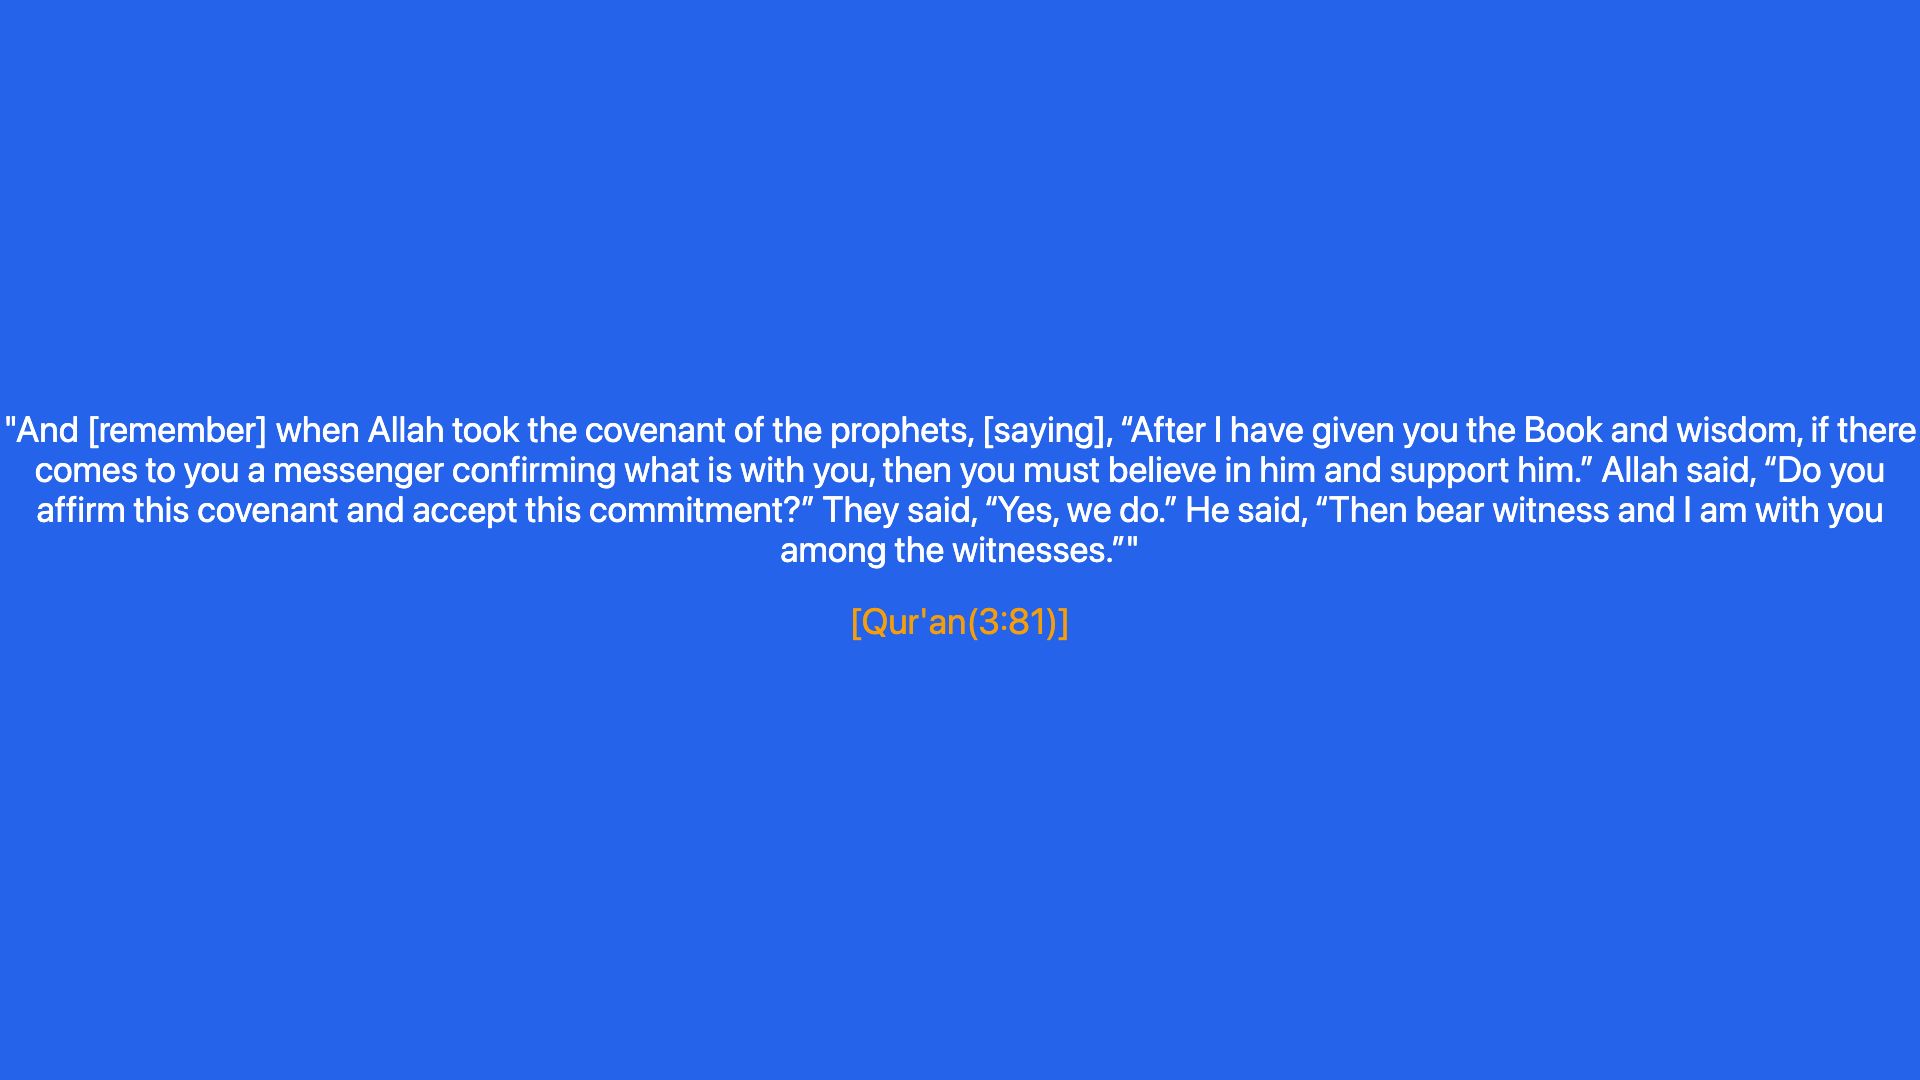 "And [remember] when Allah took the covenant of the prophets, [saying], “After I have given you the Book and wisdom, if there
comes to you a messenger confirming what is with you, then you must believe in him and support him.” Allah said, “Do you
affirm this covenant and accept this commitment?” They said, “Yes, we do.” He said, “Then bear witness and I am with you
among the witnesses.”"
[Qur'an(3:81)]